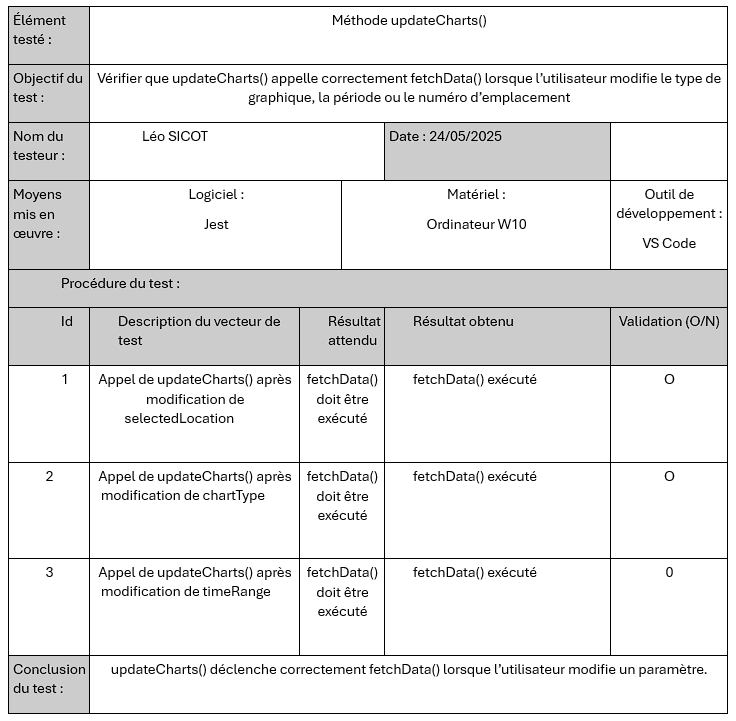 Élément
testé :
Méthode updateCharts()
Objectif du
test :
Vérifier que updateCharts() appelle correctement fetchData() lorsque l’utilisateur modifie le type de
graphique, la période ou le numéro d’emplacement
Nom du
testeur :
Léo SICOT
Date : 24/05/2025
Moyens
mis en
œuvre :
Logiciel :
Jest
Matériel :
Ordinateur W10
Outil de
développement :
VS Code
Procédure du test :
Id
Description du vecteur de
test
Résultat
attendu
Résultat obtenu
Validation (O/N)
1
Appel de updateCharts() après
modification de
selectedLocation
fetchData()
doit être
exécuté
fetchData() exécuté
O
2
Appel de updateCharts() après
modification de chartType
fetchData()
doit être
exécuté
fetchData() exécuté
O
3
Appel de updateCharts() après
modification de timeRange
fetchData()
doit être
exécuté
fetchData() exécuté
0
Conclusion
du test :
updateCharts() déclenche correctement fetchData() lorsque l’utilisateur modifie un paramètre.